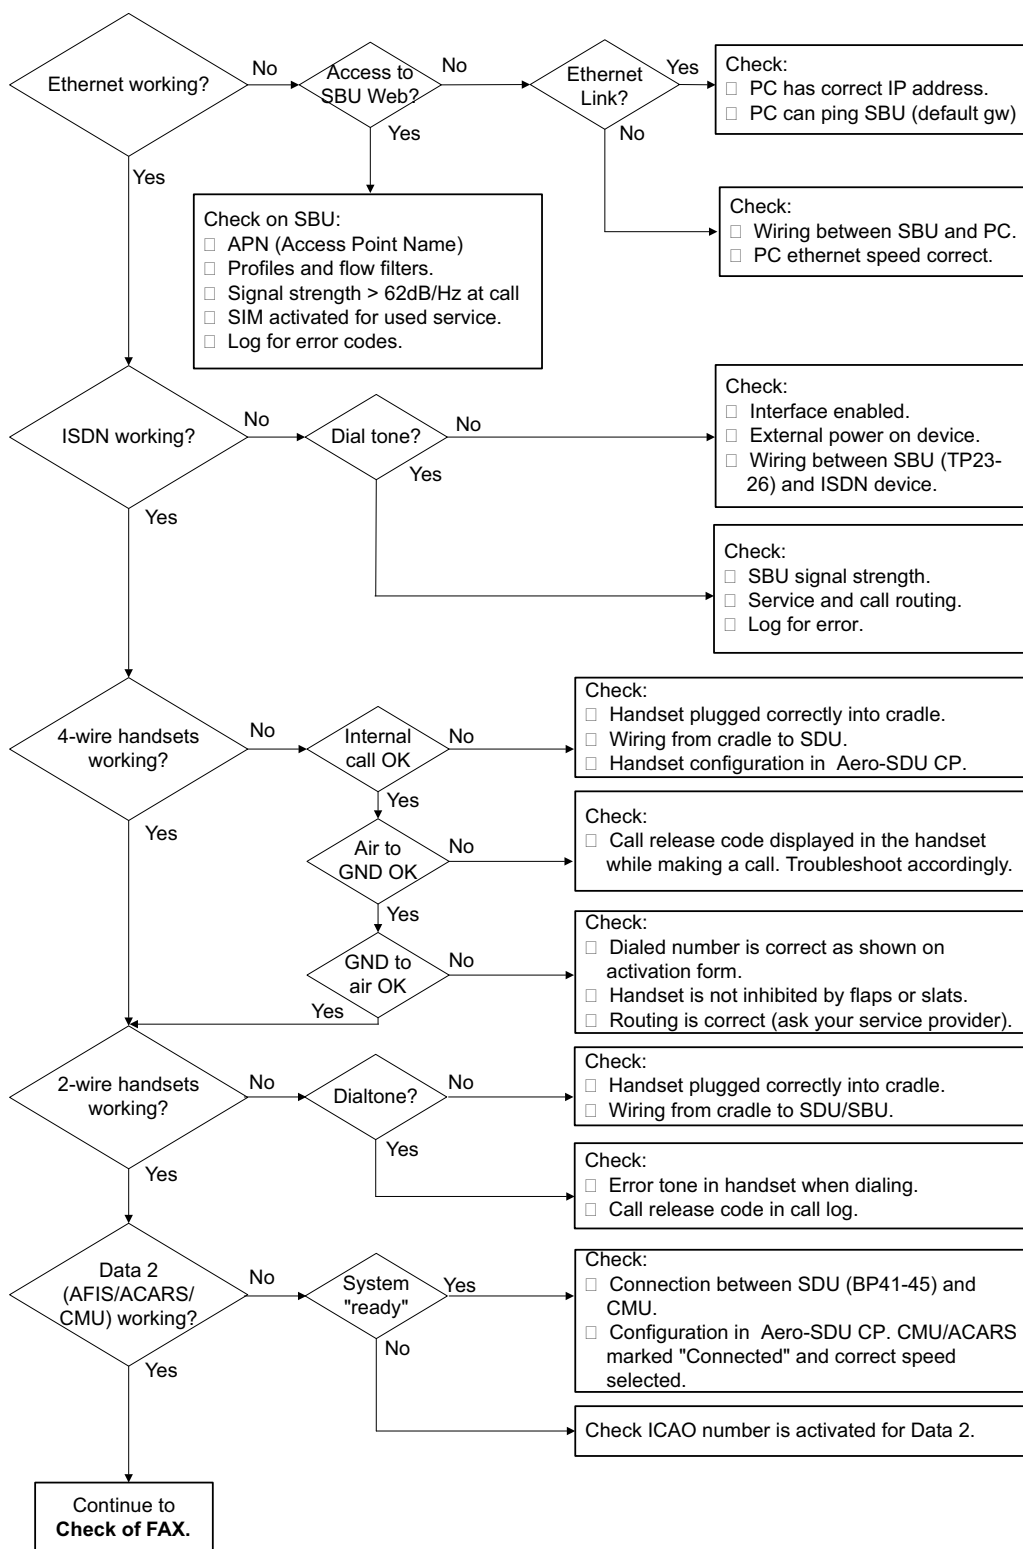 Ethernet working?
No
Access to
SBU Web?
No
Ethernet
Link?
Yes
Check:
□ PC has correct IP address.
□ PC can ping SBU (default gw)
Yes
Yes
No
Check on SBU:
□ APN (Access Point Name)
□ Profiles and flow filters.
□ Signal strength > 62dB/Hz at call
□ SIM activated for used service.
□ Log for error codes.
Check:
□ Wiring between SBU and PC.
□ PC ethernet speed correct.
ISDN working?
No
Dial tone?
No
Yes
Yes
Check:
□ Interface enabled.
□ External power on device.
□ Wiring between SBU (TP23-
26) and ISDN device.
Check:
□ SBU signal strength.
□ Service and call routing.
□ Log for error.
4-wire handsets
working?
No
Internal
call OK
No
Check:
□ Handset plugged correctly into cradle.
□ Wiring from cradle to SDU.
□ Handset configuration in Aero-SDU CP.
Yes
Yes
Air to
GND OK
No
Check:
□ Call release code displayed in the handset
while making a call. Troubleshoot accordingly.
Yes
GND to
air OK
No
Yes
Check:
□ Dialed number is correct as shown on
activation form.
□ Handset is not inhibited by flaps or slats.
□ Routing is correct (ask your service provider).
2-wire handsets
working?
No
Dialtone?
No
Check:
□ Handset plugged correctly into cradle.
□ Wiring from cradle to SDU/SBU.
Yes
Yes
Check:
□ Error tone in handset when dialing.
□ Call release code in call log.
Data 2
(AFIS/ACARS/
CMU) working?
No
System
"ready"
Yes
Check:
□ Connection between SDU (BP41-45) and
CMU.
□ Configuration in Aero-SDU CP. CMU/ACARS
marked "Connected" and correct speed
selected.
Yes
No
Check ICAO number is activated for Data 2.
Continue to
Check of FAX.